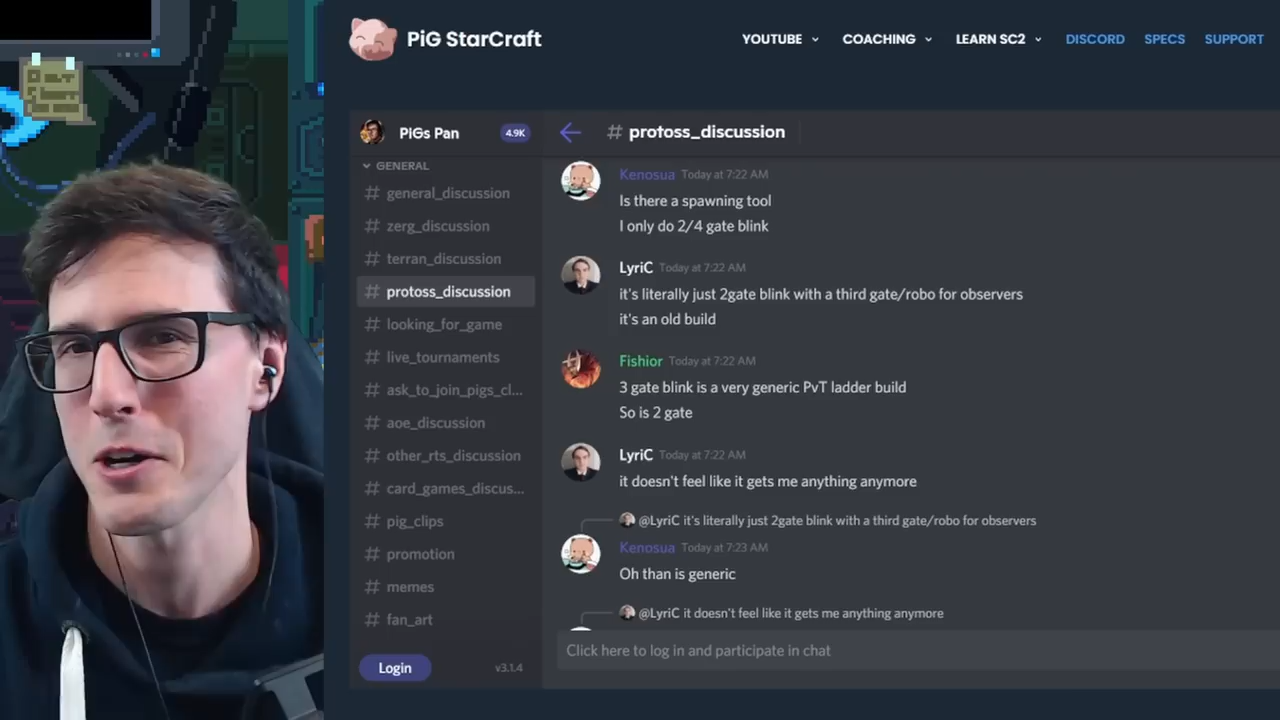 PiG StarCraft
YOUTUBE
COACHING
LEARN SC2
DISCORD
SPECS
SUPPORT
PiGs Pan
4.9K
GENERAL
# general_discussion
# zerg_discussion
# terran_discussion
# protoss_discussion
# looking_for_game
# live_tournaments
# ask_to_join_pigs_cl...
# aoe_discussion
# other_rts_discussion
# card_games_discus...
# pig_clips
# promotion
# memes
# fan_art
Login
v3.1.4
# protoss_discussion
Kenosua Today at 7:22 AM
Is there a spawning tool
I only do 2/4 gate blink
LyriC Today at 7:22 AM
it's literally just 2gate blink with a third gate/robo for observers
it's an old build
Fishior Today at 7:22 AM
3 gate blink is a very generic PvT ladder build
So is 2 gate
LyriC Today at 7:22 AM
it doesn't feel like it gets me anything anymore
@LyriC it's literally just 2gate blink with a third gate/robo for observers
Kenosua Today at 7:23 AM
Oh than is generic
@LyriC it doesn't feel like it gets me anything anymore
Click here to log in and participate in chat